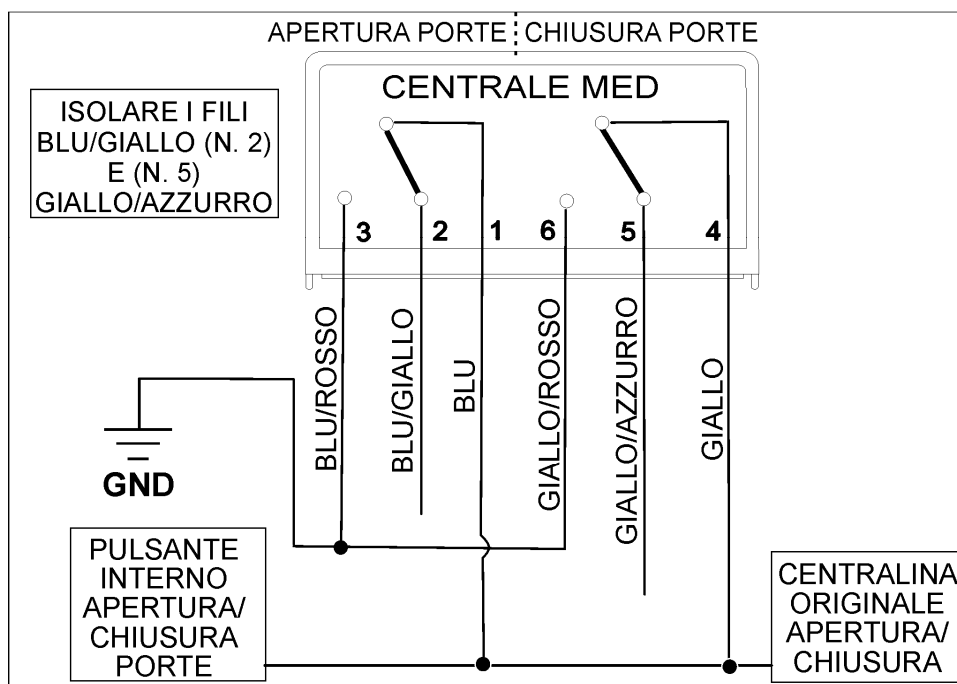 APERTURA PORTE CHIUSURA PORTE
CENTRALE MED
ISOLARE I FILI
BLU/GIALLO (N. 2)
E (N. 5)
GIALLO/AZZURRO
3 2 1 6 5 4
BLU/ROSSO
BLU/GIALLO
BLU
GIALLO/ROSSO
GIALLO/AZZURRO
GIALLO
GND
PULSANTE
INTERNO
APERTURA/
CHIUSURA
PORTE
CENTRALINA
ORIGINALE
APERTURA/
CHIUSURA